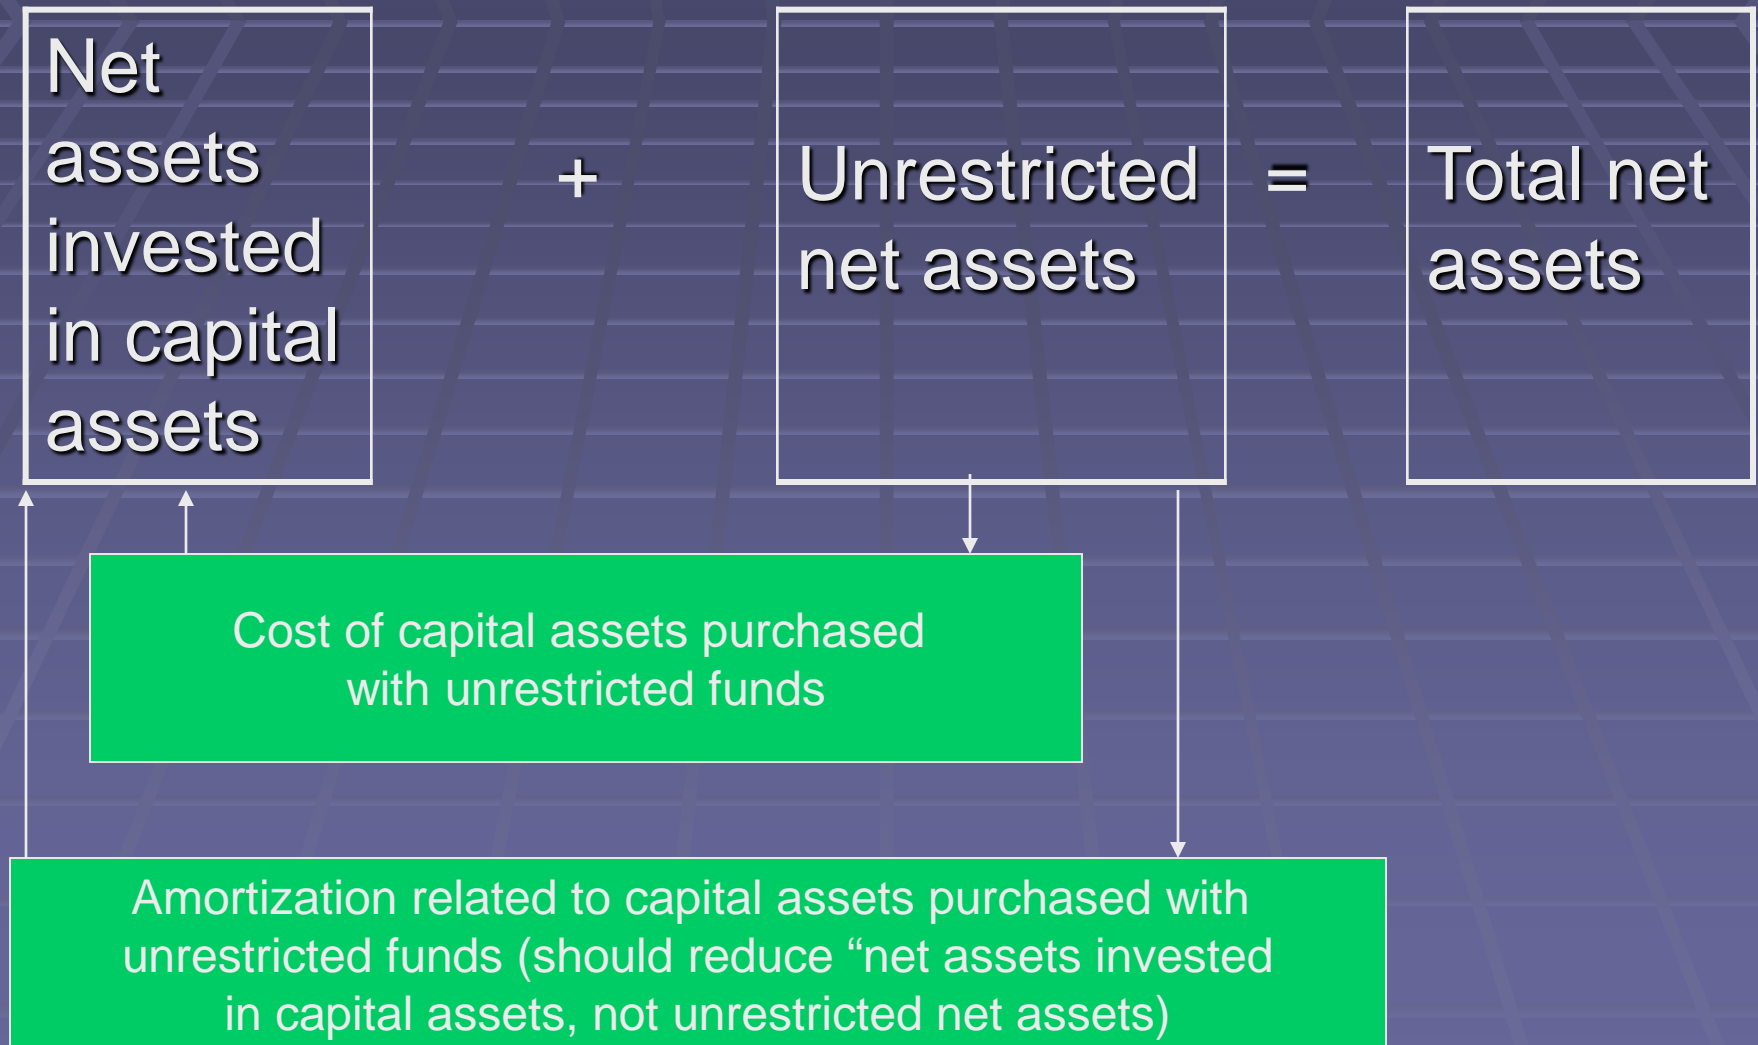 Net
assets
invested
in capital
assets
+
Unrestricted
net assets
=
Total net
assets
Cost of capital assets purchased
with unrestricted funds
Amortization related to capital assets purchased with
unrestricted funds (should reduce “net assets invested
in capital assets, not unrestricted net assets)